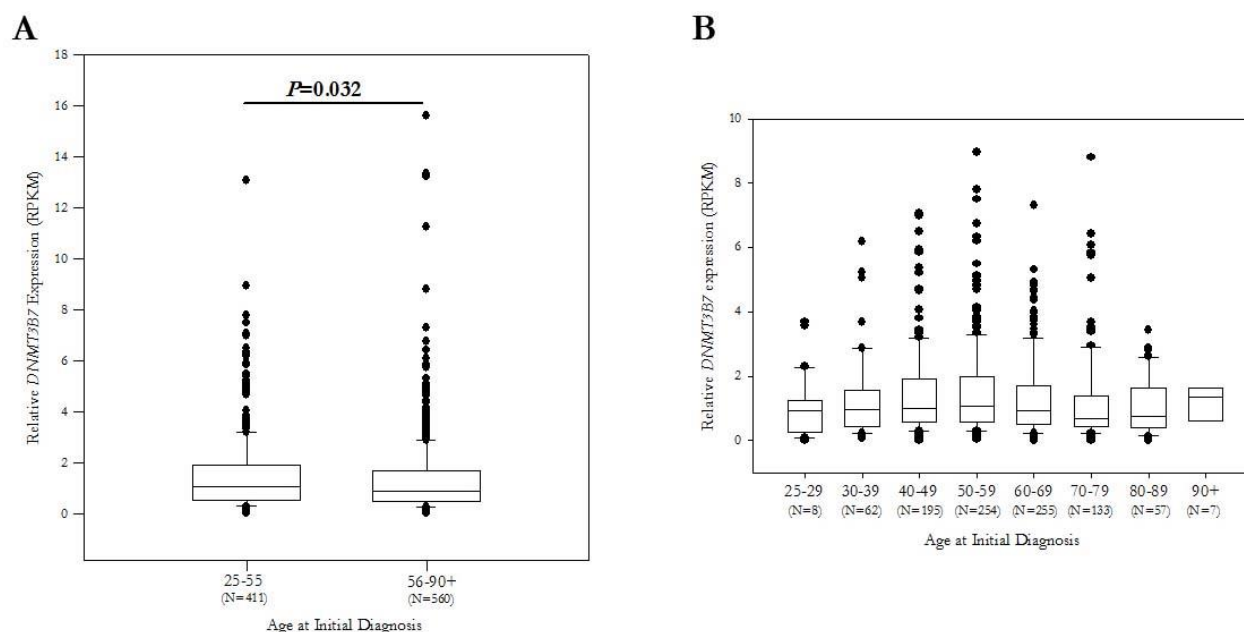 A
Relative DNMT3B7 Expression (RPKM)
18
16
14
12
10
8
6
4
2
0
P=0.032
25-55
56-90+
(N=411)
(N=560)
Age at Initial Diagnosis
B
Relative DNMT3B7 expression (RPKM)
10
8
6
4
2
0
25-29 30-39 40-49 50-59 60-69 70-79 80-89 90+
(N=8) (N=62) (N=195) (N=254) (N=255) (N=133) (N=57) (N=7)
Age at Initial Diagnosis